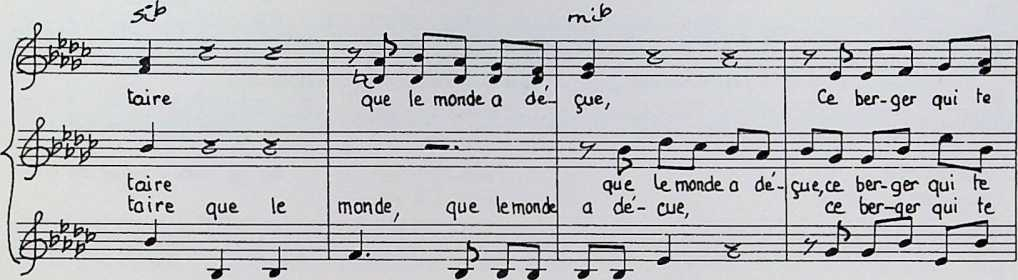 sib mib
taire que le monde a dé- çue, Ce ber-ger qui te
taire que le monde a dé-çue, ce ber-ger qui te
taire que le monde, que le monde a dé-cue, ce ber-ger qui te